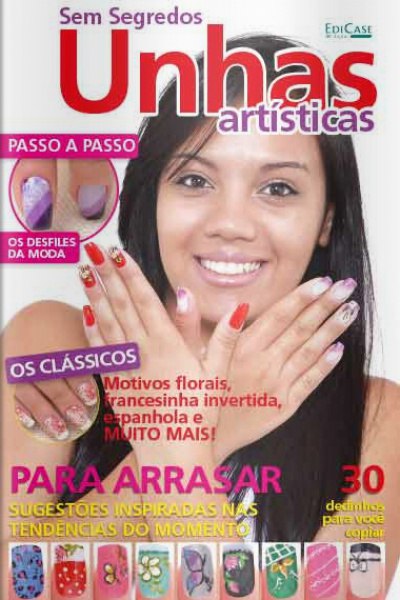 Sem Segredos
EDICASE
Unhas
artísticas
PASSO A PASSO
OS DESFILES
DA MODA
OS CLÁSSICOS
Motivos florais,
francesinha invertida,
espanhola e
MUITO MAIS!
PARA ARRASAR
SUGESTÕES INSPIRADAS NAS
TENDÊNCIAS DO MOMENTO
30
dedinhos
para você
copiar